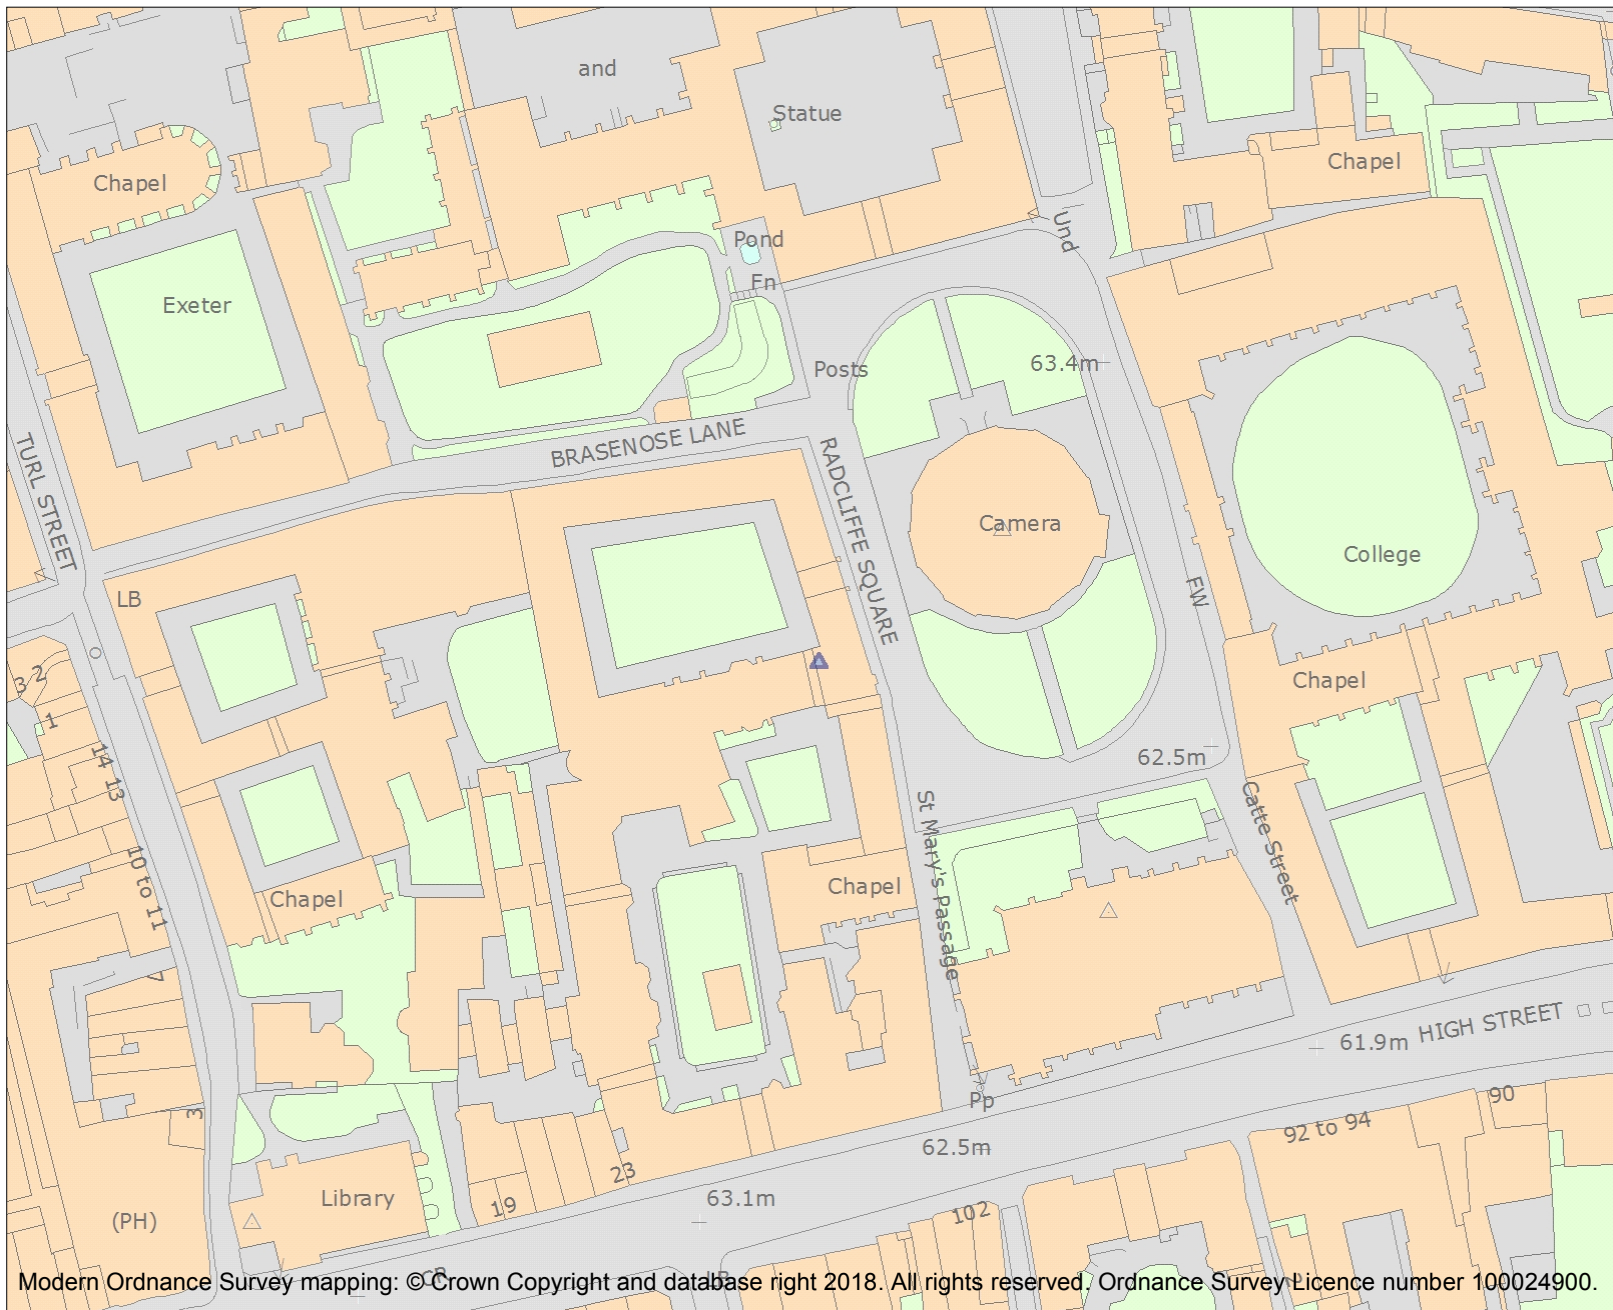 and
Statue
Chapel
Chapel
Und
Pond
Fn
Exeter
Posts
63.4m
TURL STREET
BRASENOSE LANE
RADCLIFFE SQUARE
Camera
College
FW
LB
3 2
1
Chapel
62.5m
14 13
St Mary's Passage
Catte Street
10 to 11
Chapel
Chapel
7
61.9m
HIGH STREET
Pp
3
90
92 to 94
62.5m
23
Library
19
63.1m
102
(PH)
CR
LB
Modern Ordnance Survey mapping: ©Crown Copyright and database right 2018. All rights reserved. Ordnance Survey Licence number 100024900.